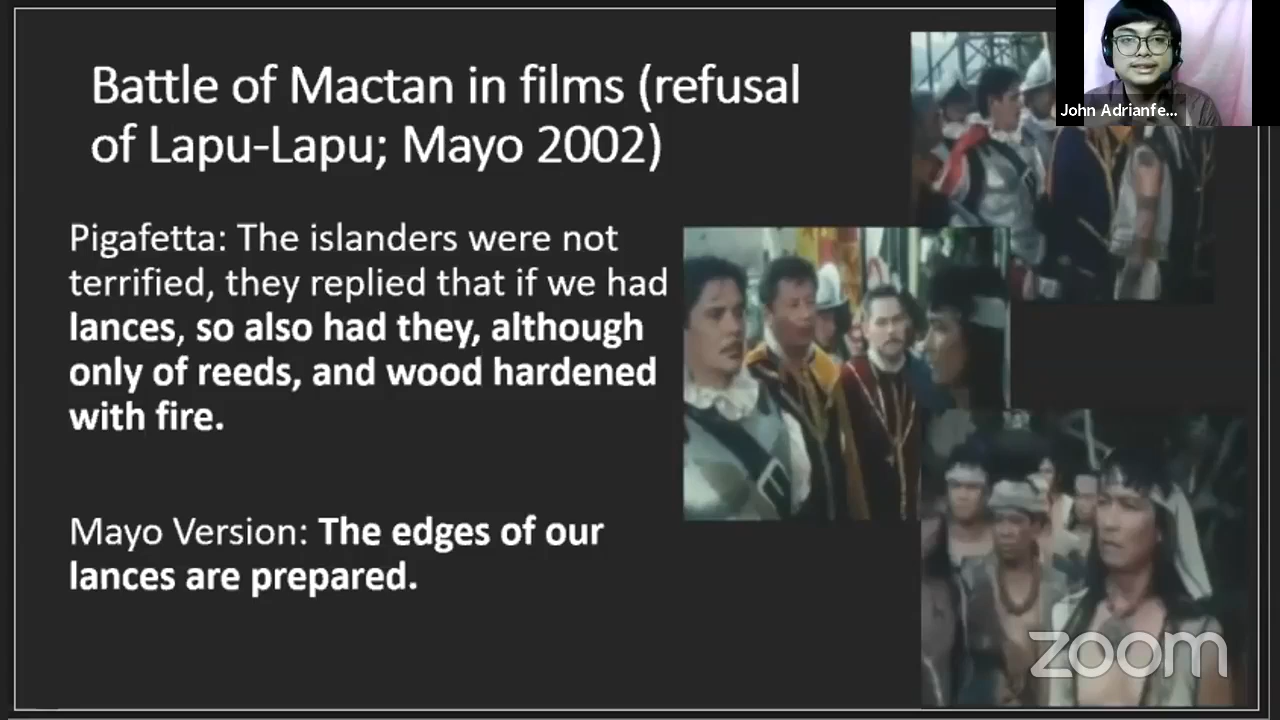 Battle of Mactan in films (refusal
of Lapu-Lapu; Mayo 2002)
John Adrianfe...
Pigafetta: The islanders were not
terrified, they replied that if we had
lances, so also had they, although
only of reeds, and wood hardened
with fire.
Mayo Version: The edges of our
lances are prepared.
zoom